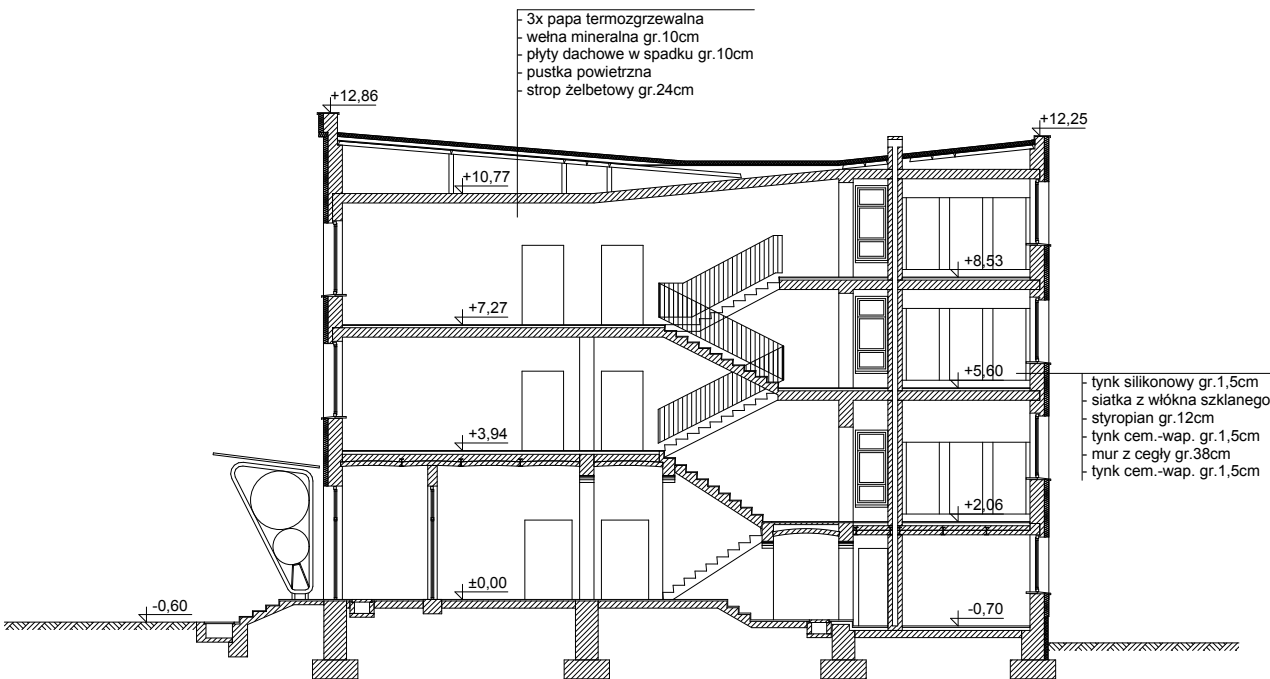 - 3x papa termozgrzewalna
- wełna mineralna gr.10cm
- płyty dachowe w spadku gr.10cm
- pustka powietrzna
- strop żelbetowy gr.24cm
+12,86
+12,25
+10,77
+8,53
+7,27
+5,60
- tynk silikonowy gr.1,5cm
- siatka z włókna szklanego
- styropian gr.12cm
- tynk cem.-wap. gr.1,5cm
- mur z cegły gr.38cm
- tynk cem.-wap. gr.1,5cm
+3,94
+2,06
±0,00
-0,60
-0,70